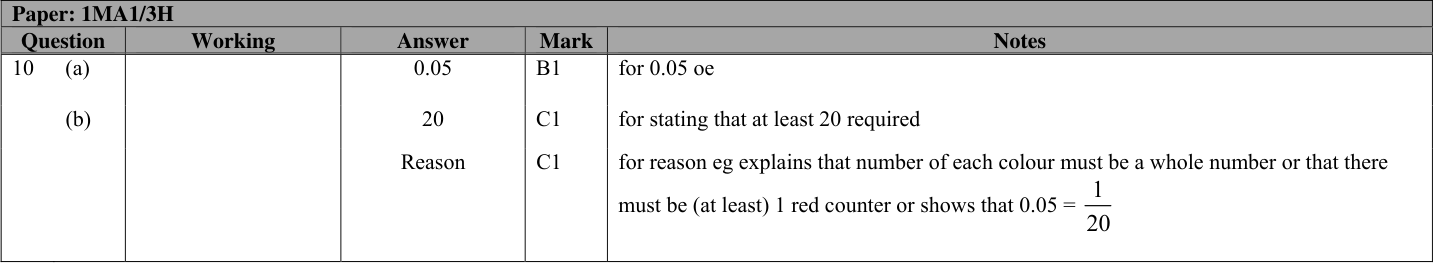 Paper: 1MA1/3H
Question Working Answer Mark Notes
10 (a) 0.05 B1 for 0.05 oe
(b) 20 C1 for stating that at least 20 required
Reason C1 for reason eg explains that number of each colour must be a whole number or that there
must be (at least) 1 red counter or shows that 0.05 = 1/20